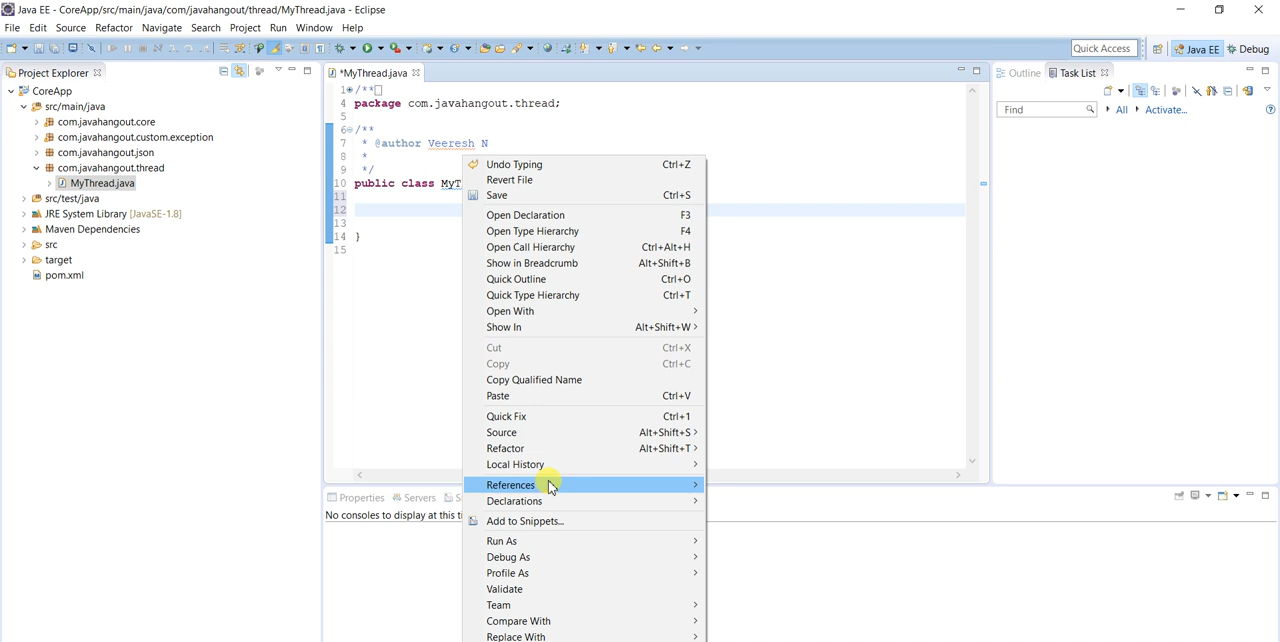 Java EE - CoreApp/src/main/java/com/javahangout/thread/MyThread.java - Eclipse
File Edit Source Refactor Navigate Search Project Run Window Help
Quick Access Java EE Debug
Project Explorer
CoreApp
src/main/java
com.javahangout.core
com.javahangout.custom.exception
com.javahangout.json
com.javahangout.thread
MyThread.java
src/test/java
JRE System Library [JavaSE-1.8]
Maven Dependencies
src
target
pom.xml
*MyThread.java
1 /**
4 package com.javahangout.thread;
5
6 /**
7 * @author Veeresh N
8 *
9 */
10 public class MyT
11
12
13
14 }
15
Undo Typing Ctrl+Z
Revert File
Save Ctrl+S
Open Declaration F3
Open Type Hierarchy F4
Open Call Hierarchy Ctrl+Alt+H
Show in Breadcrumb Alt+Shift+B
Quick Outline Ctrl+O
Quick Type Hierarchy Ctrl+T
Open With
Show In Alt+Shift+W
Cut Ctrl+X
Copy Ctrl+C
Copy Qualified Name
Paste Ctrl+V
Quick Fix Ctrl+1
Source Alt+Shift+S
Refactor Alt+Shift+T
Local History
References
Declarations
Add to Snippets...
Run As
Debug As
Profile As
Validate
Team
Compare With
Replace With
Outline Task List
Find All Activate...
Properties Servers S
No consoles to display at this ti